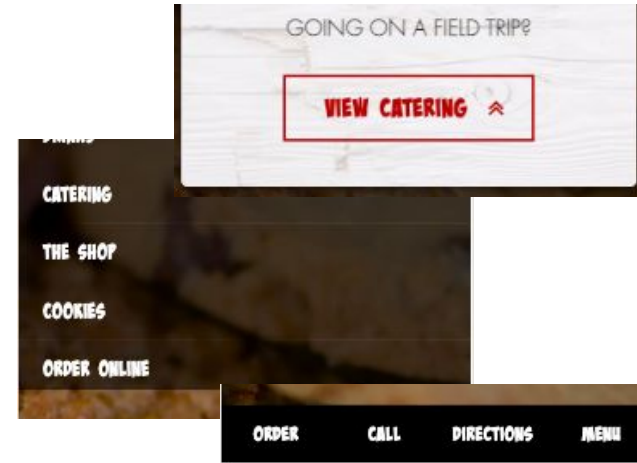 GOING ON A FIELD TRIP?
VIEW CATERING
CATERING
THE SHOP
COOKIES
ORDER ONLINE
ORDER CALL DIRECTIONS MENU